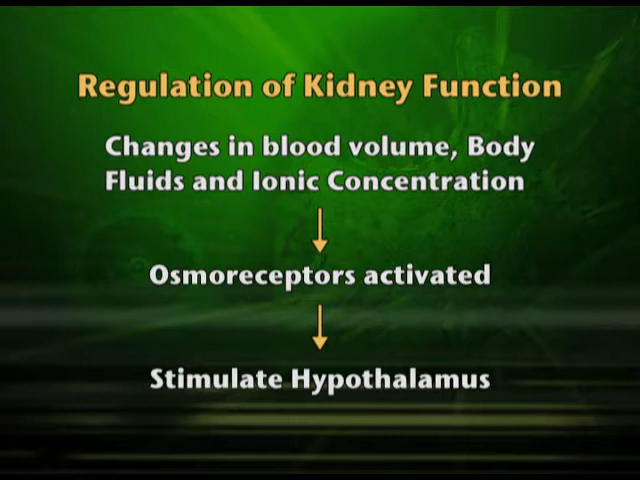 Regulation of Kidney Function
Changes in blood volume, Body
Fluids and Ionic Concentration
Osmoreceptors activated
Stimulate Hypothalamus